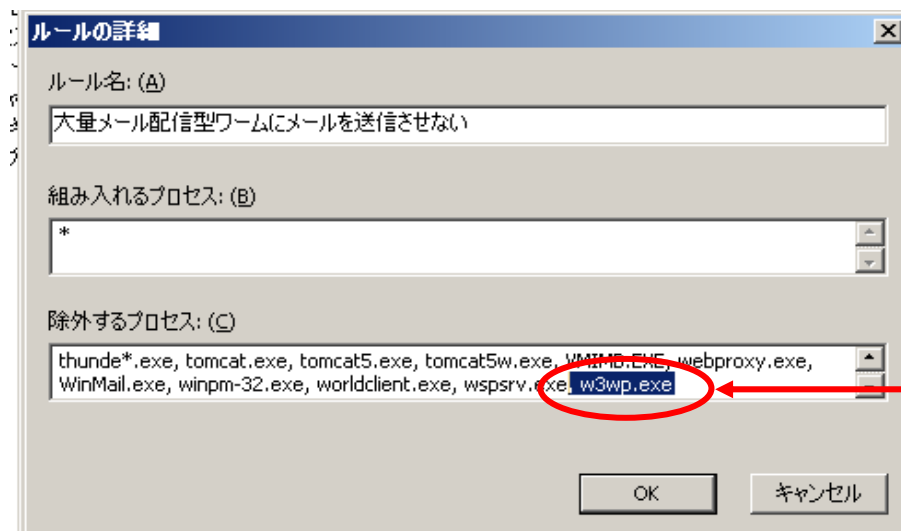 ルールの詳細
ルール名: (A)
大量メール配信型ワームにメールを送信させない
組み入れるプロセス: (B)
*
除外するプロセス: (C)
thunde*.exe, tomcat.exe, tomcat5.exe, tomcat5w.exe, VMIMB.EXE, webproxy.exe,
WinMail.exe, winpm-32.exe, worldclient.exe, wspsrv.exe, w3wp.exe
OK キャンセル